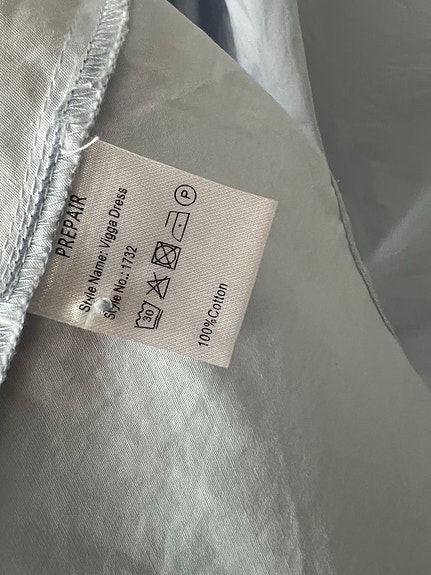 PREPAIR
Style Name: Vigga Dress
Style No.: 1732
30 P
100%Cotton